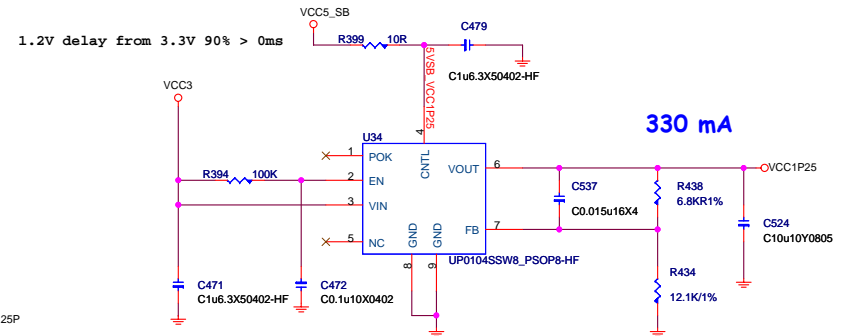 VCC5_SB
1.2V delay from 3.3V 90% > 0ms
R399 10R
C479
C1u6.3X50402-HF
5VSB_VCC1P25
VCC3
330 mA
U34
4
CNTL
1 POK
VOUT 6
VCC1P25
R394 100K
2 EN
C537
C0.015u16X4
R438
6.8KR1%
3 VIN
FB 7
C524
C10u10Y0805
5 NC
GND
GND
8
9
UP0104SSW8_PSOP8-HF
C471
C1u6.3X50402-HF
C472
C0.1u10X0402
R434
12.1K/1%
25P